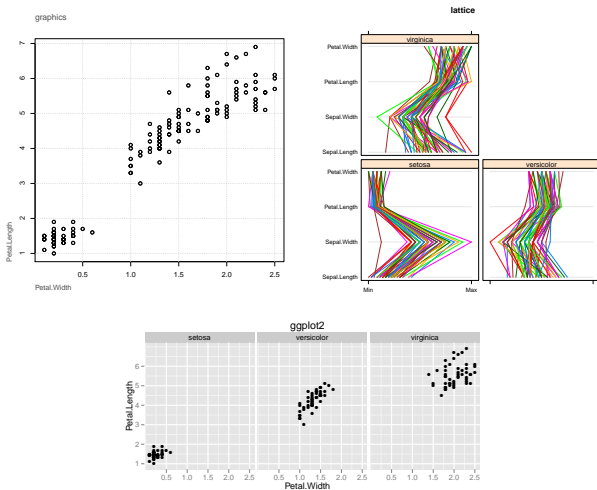 graphics
7
6
5
4
3
2
1
Petal.Length
0.5 1.0 1.5 2.0 2.5
Petal.Width
lattice
virginica
Petal.Width
Petal.Length
Sepal.Width
Sepal.Length
setosa
versicolor
Petal.Width
Petal.Length
Sepal.Width
Sepal.Length
Min Max
ggplot2
setosa versicolor virginica
6
5
4
3
2
1
Petal.Length
0.5 1.0 1.5 2.0 2.5 0.5 1.0 1.5 2.0 2.5 0.5 1.0 1.5 2.0 2.5
Petal.Width